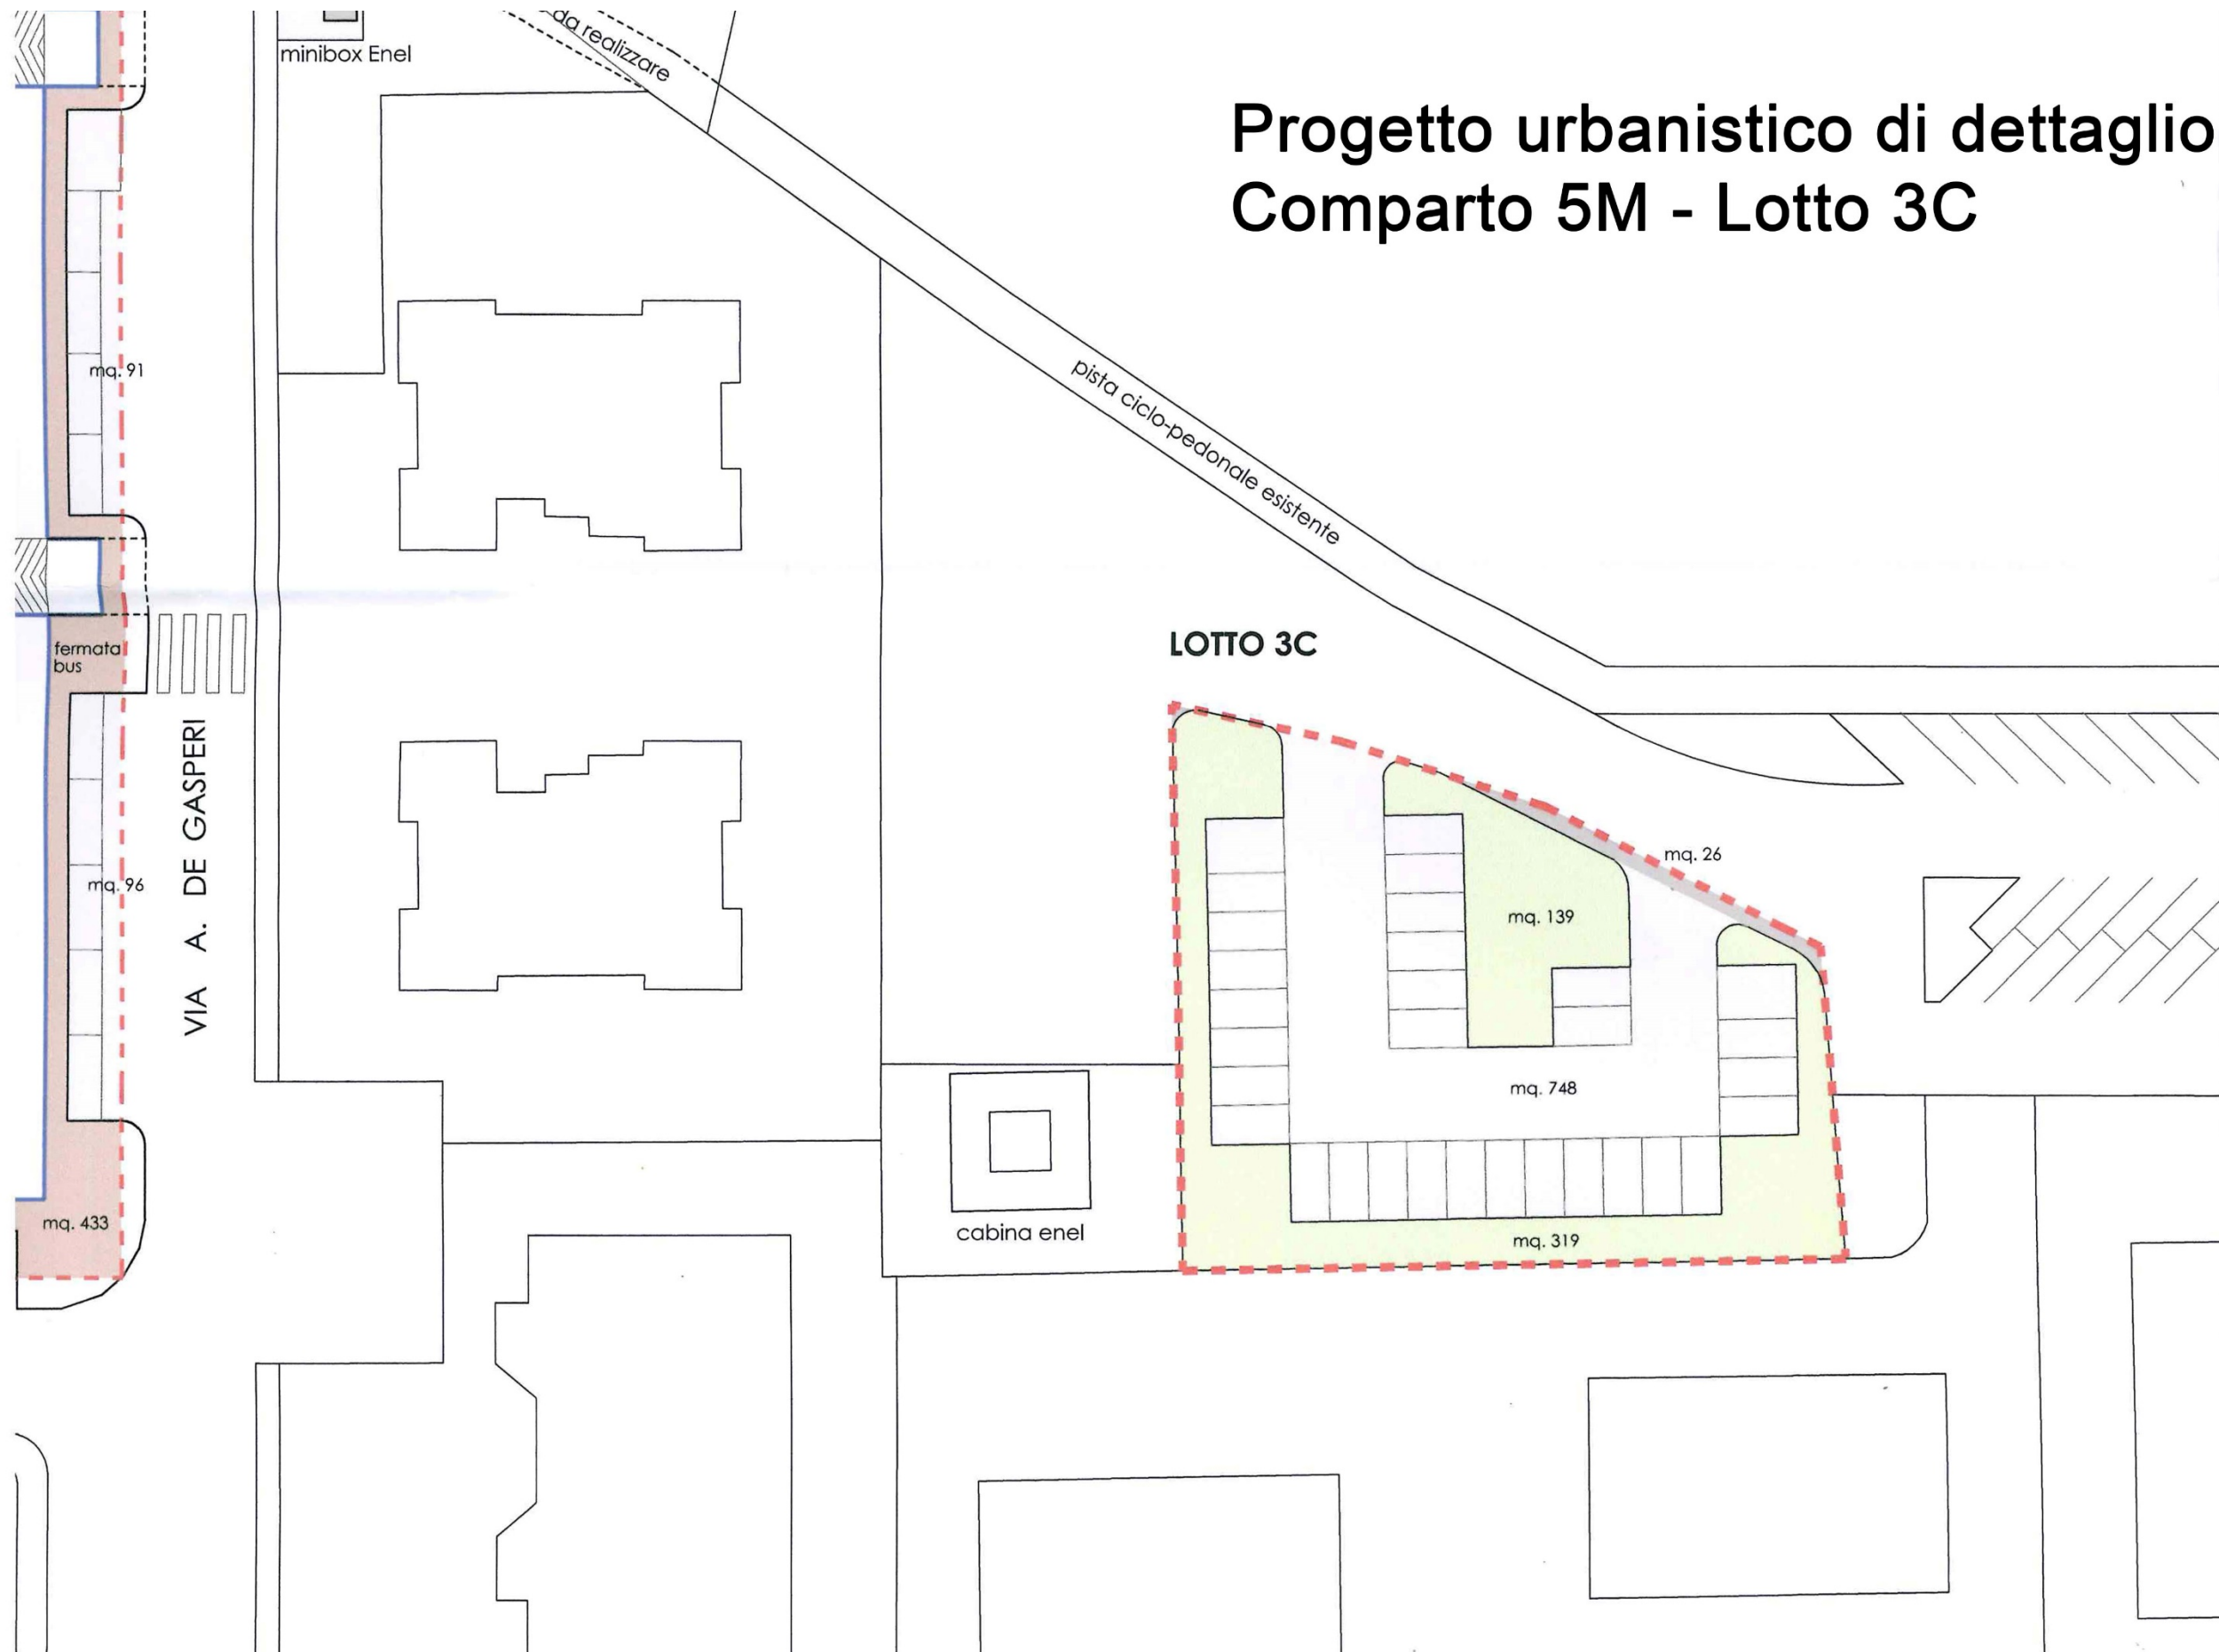 da realizzare
minibox Enel
Progetto urbanistico di dettaglio
Comparto 5M - Lotto 3C
mq. 91
pista ciclo-pedonale esistente
fermata
bus
LOTTO 3C
VIA A. DE GASPERI
mq. 96
mq. 26
mq. 139
mq. 748
mq. 433
cabina enel
mq. 319